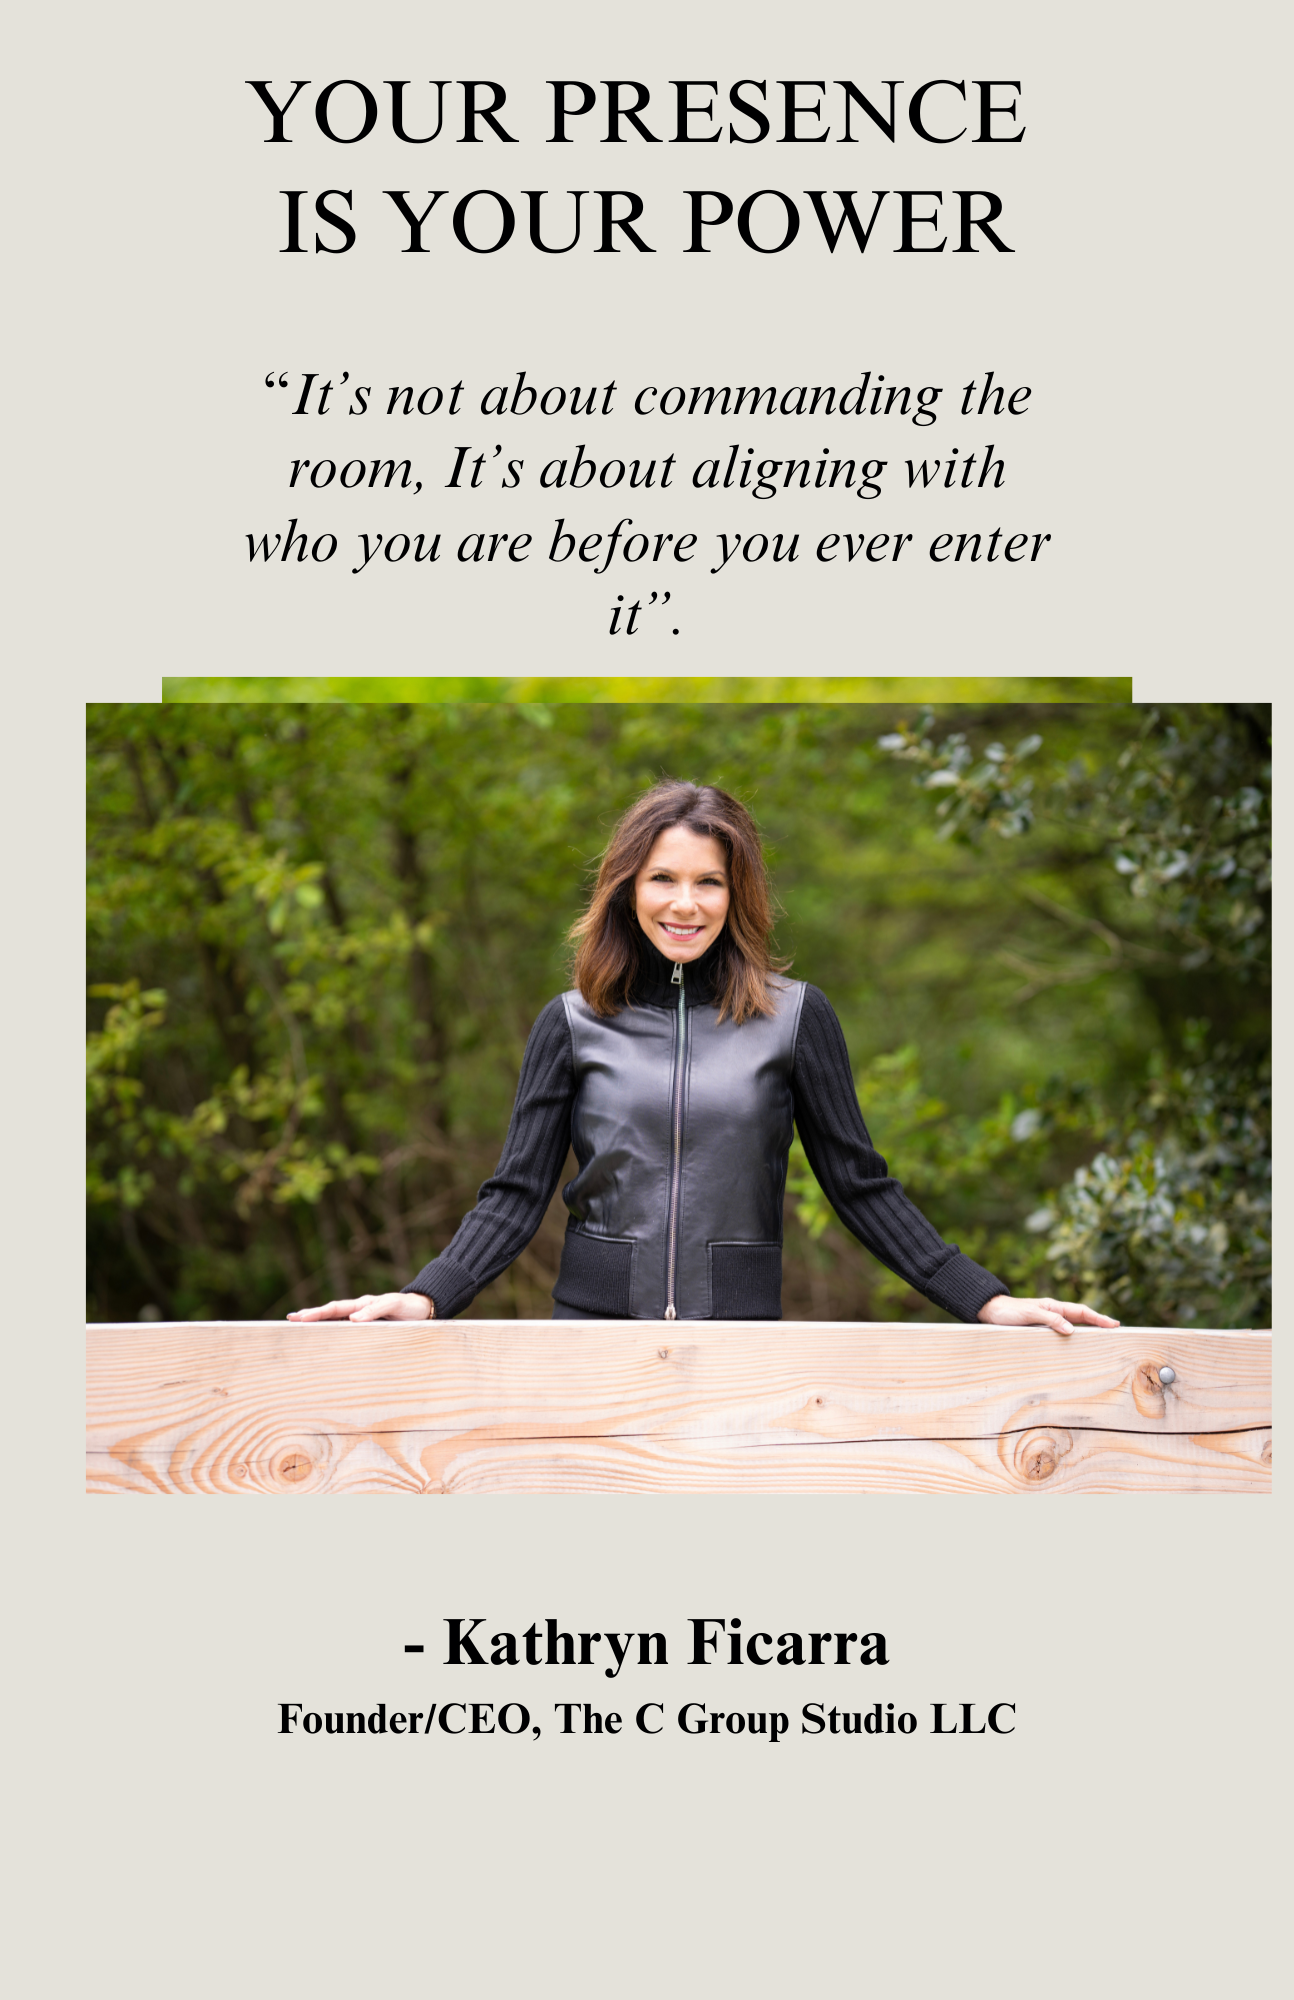 YOUR PRESENCE
IS YOUR POWER
“It’s not about commanding the
room, It’s about aligning with
who you are before you ever enter
it”.
- Kathryn Ficarra
Founder/CEO, The C Group Studio LLC